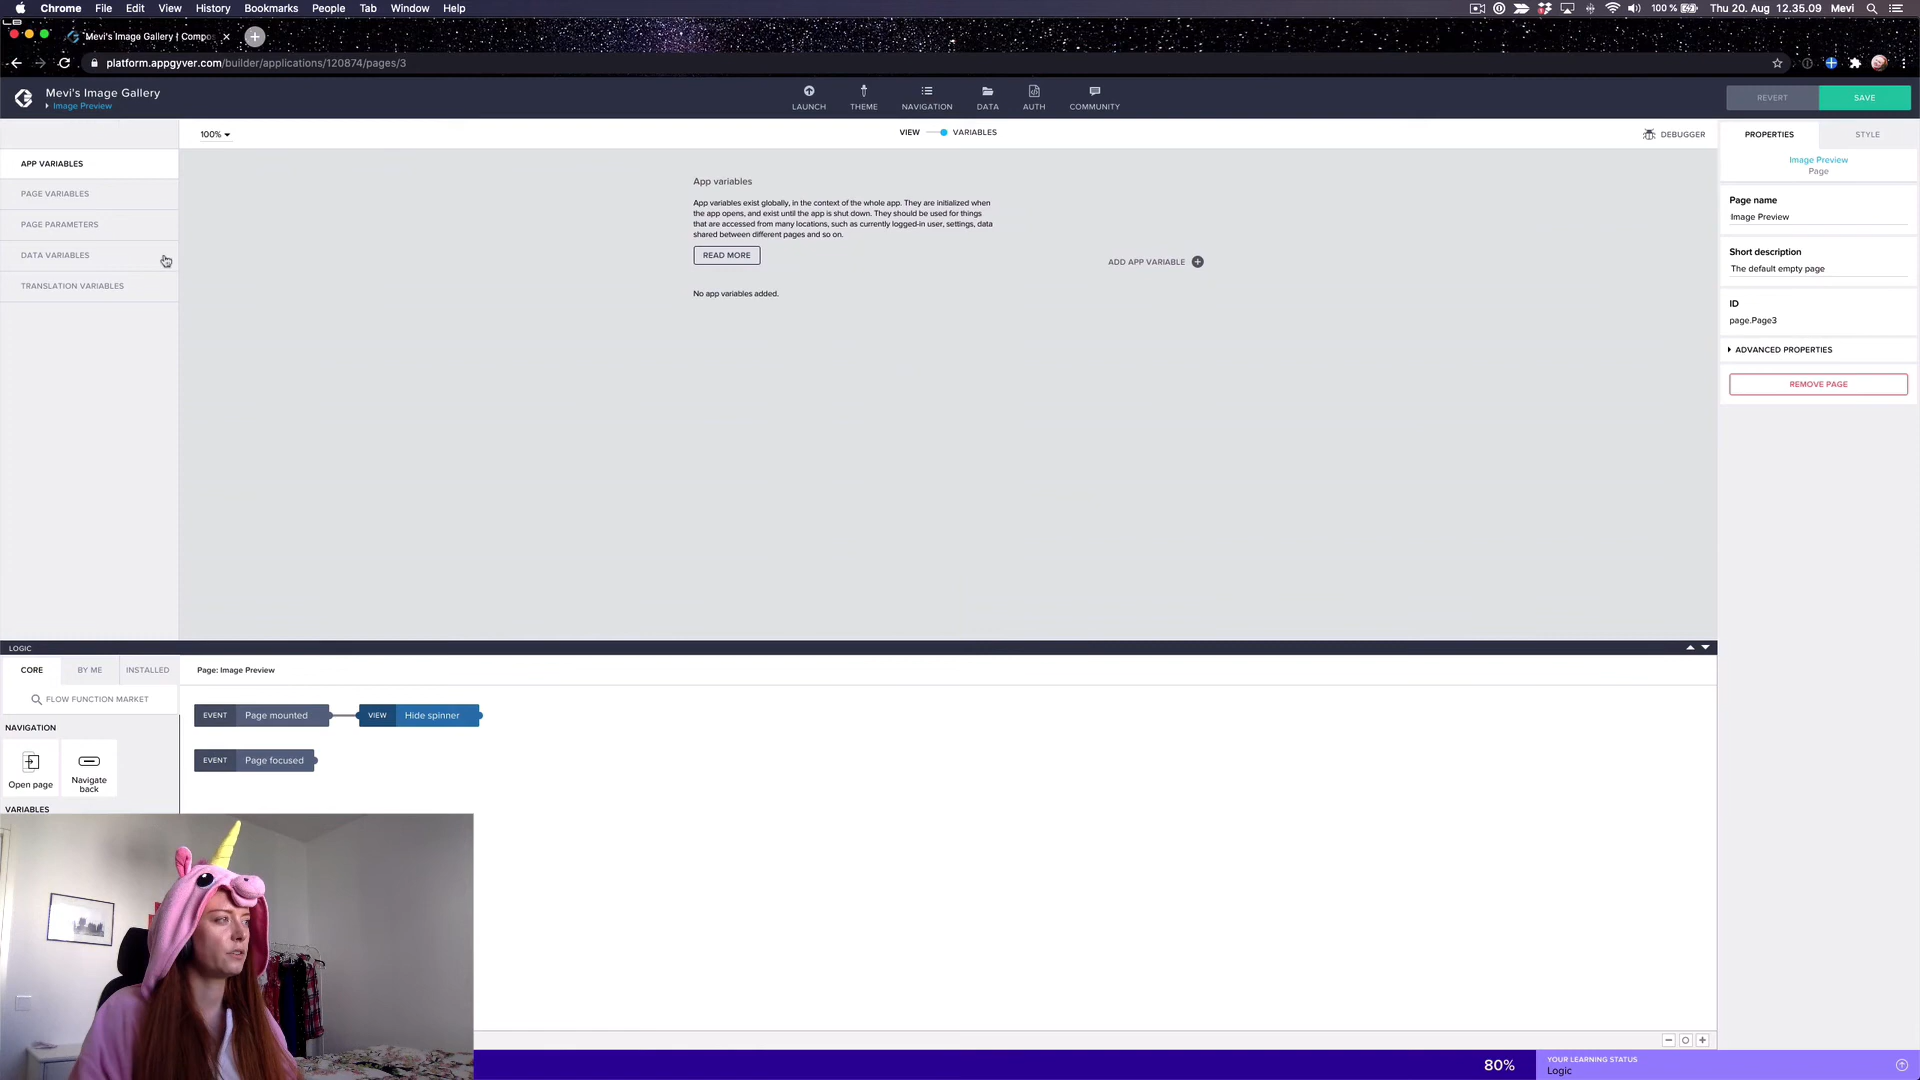 Chrome File Edit View History Bookmarks People Tab Window Help 100 % Thu 20. Aug 12.35.09 Mevi
Mevi's Image Gallery | Compo
platform.appgyver.com/builder/applications/120874/pages/3
Mevi's Image Gallery
Image Preview
LAUNCH THEME NAVIGATION DATA AUTH COMMUNITY
REVERT SAVE
100% VIEW VARIABLES DEBUGGER
PROPERTIES STYLE
APP VARIABLES
PAGE VARIABLES
PAGE PARAMETERS
DATA VARIABLES
TRANSLATION VARIABLES
App variables
App variables exist globally, in the context of the whole app. They are initialized when
the app opens, and exist until the app is shut down. They should be used for things
that are accessed from many locations, such as currently logged-in user, settings, data
shared between different pages and so on.
READ MORE
ADD APP VARIABLE
No app variables added.
Image Preview
Page
Page name
Image Preview
Short description
The default empty page
ID
page.Page3
ADVANCED PROPERTIES
REMOVE PAGE
LOGIC
CORE BY ME INSTALLED
Page: Image Preview
FLOW FUNCTION MARKET
NAVIGATION
Open page
Navigate
back
VARIABLES
EVENT Page mounted VIEW Hide spinner
EVENT Page focused
80%
YOUR LEARNING STATUS
Logic